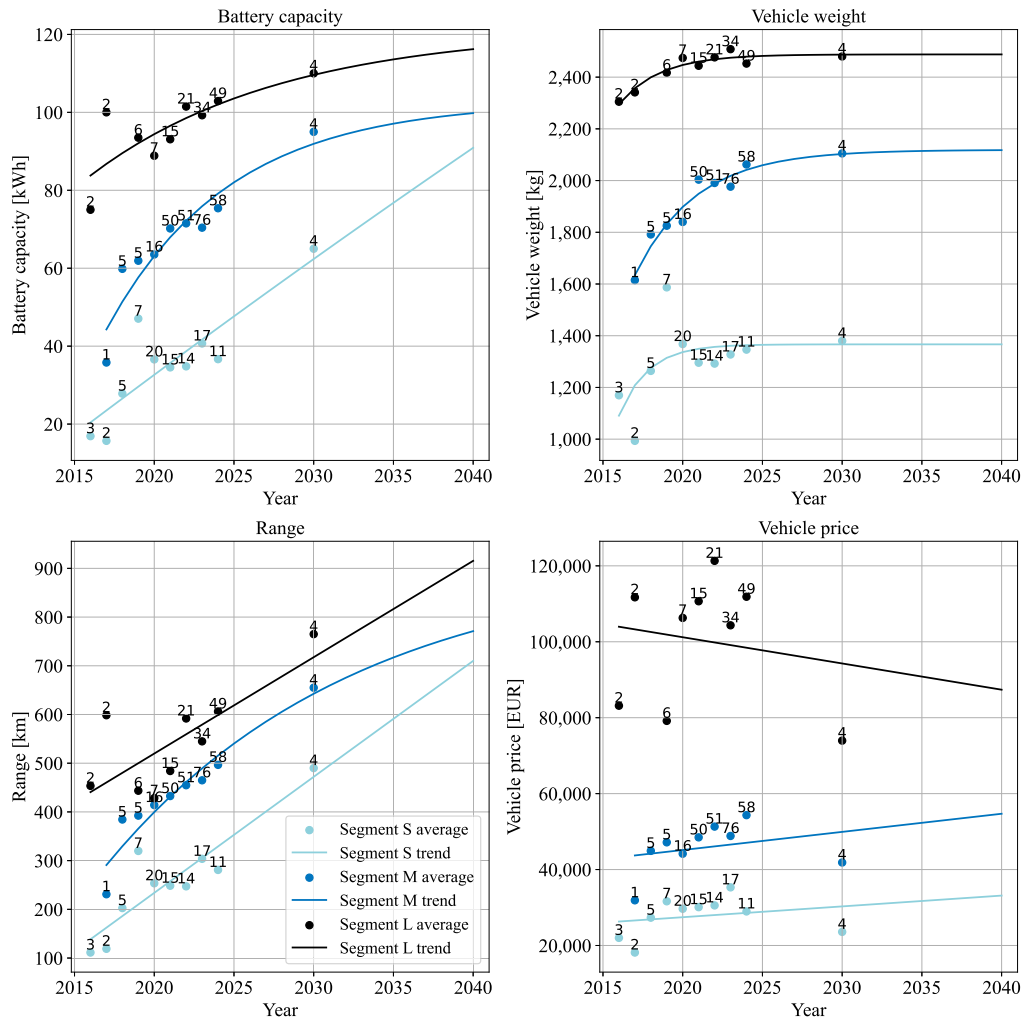 Battery capacity
Battery capacity [kWh]
120
100
80
60
40
20
2 2 6 7 15 21 34 49 4
1 5 5 16 50 51 76 58 4
3 2 5 7 20 15 14 17 11 4
2015 2020 2025 2030 2035 2040
Year
Vehicle weight
Vehicle weight [kg]
2,400
2,200
2,000
1,800
1,600
1,400
1,200
1,000
2 2 6 7 15 21 34 49 4
1 5 5 16 50 51 76 58 4
3 2 5 7 20 15 14 17 11 4
2015 2020 2025 2030 2035 2040
Year
Range
Range [km]
900
800
700
600
500
400
300
200
100
2 2 6 7 15 21 34 49 4
1 5 5 16 50 51 76 58 4
3 2 5 7 20 15 14 17 11 4
Segment S average
Segment S trend
Segment M average
Segment M trend
Segment L average
Segment L trend
2015 2020 2025 2030 2035 2040
Year
Vehicle price
Vehicle price [EUR]
120,000
100,000
80,000
60,000
40,000
20,000
2 2 6 7 15 21 34 49 4
1 5 5 16 50 51 76 58 4
3 2 5 7 20 15 14 17 11 4
2015 2020 2025 2030 2035 2040
Year